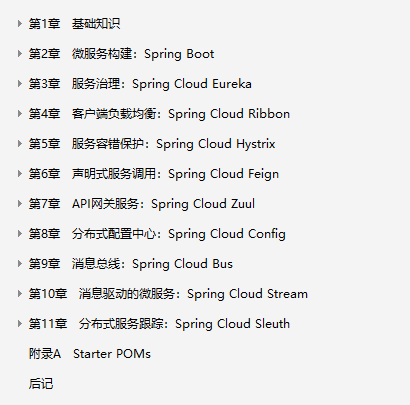 第1章 基础知识
第2章 微服务构建：Spring Boot
第3章 服务治理：Spring Cloud Eureka
第4章 客户端负载均衡：Spring Cloud Ribbon
第5章 服务容错保护：Spring Cloud Hystrix
第6章 声明式服务调用：Spring Cloud Feign
第7章 API网关服务：Spring Cloud Zuul
第8章 分布式配置中心：Spring Cloud Config
第9章 消息总线：Spring Cloud Bus
第10章 消息驱动的微服务：Spring Cloud Stream
第11章 分布式服务跟踪：Spring Cloud Sleuth
附录A Starter POMs
后记